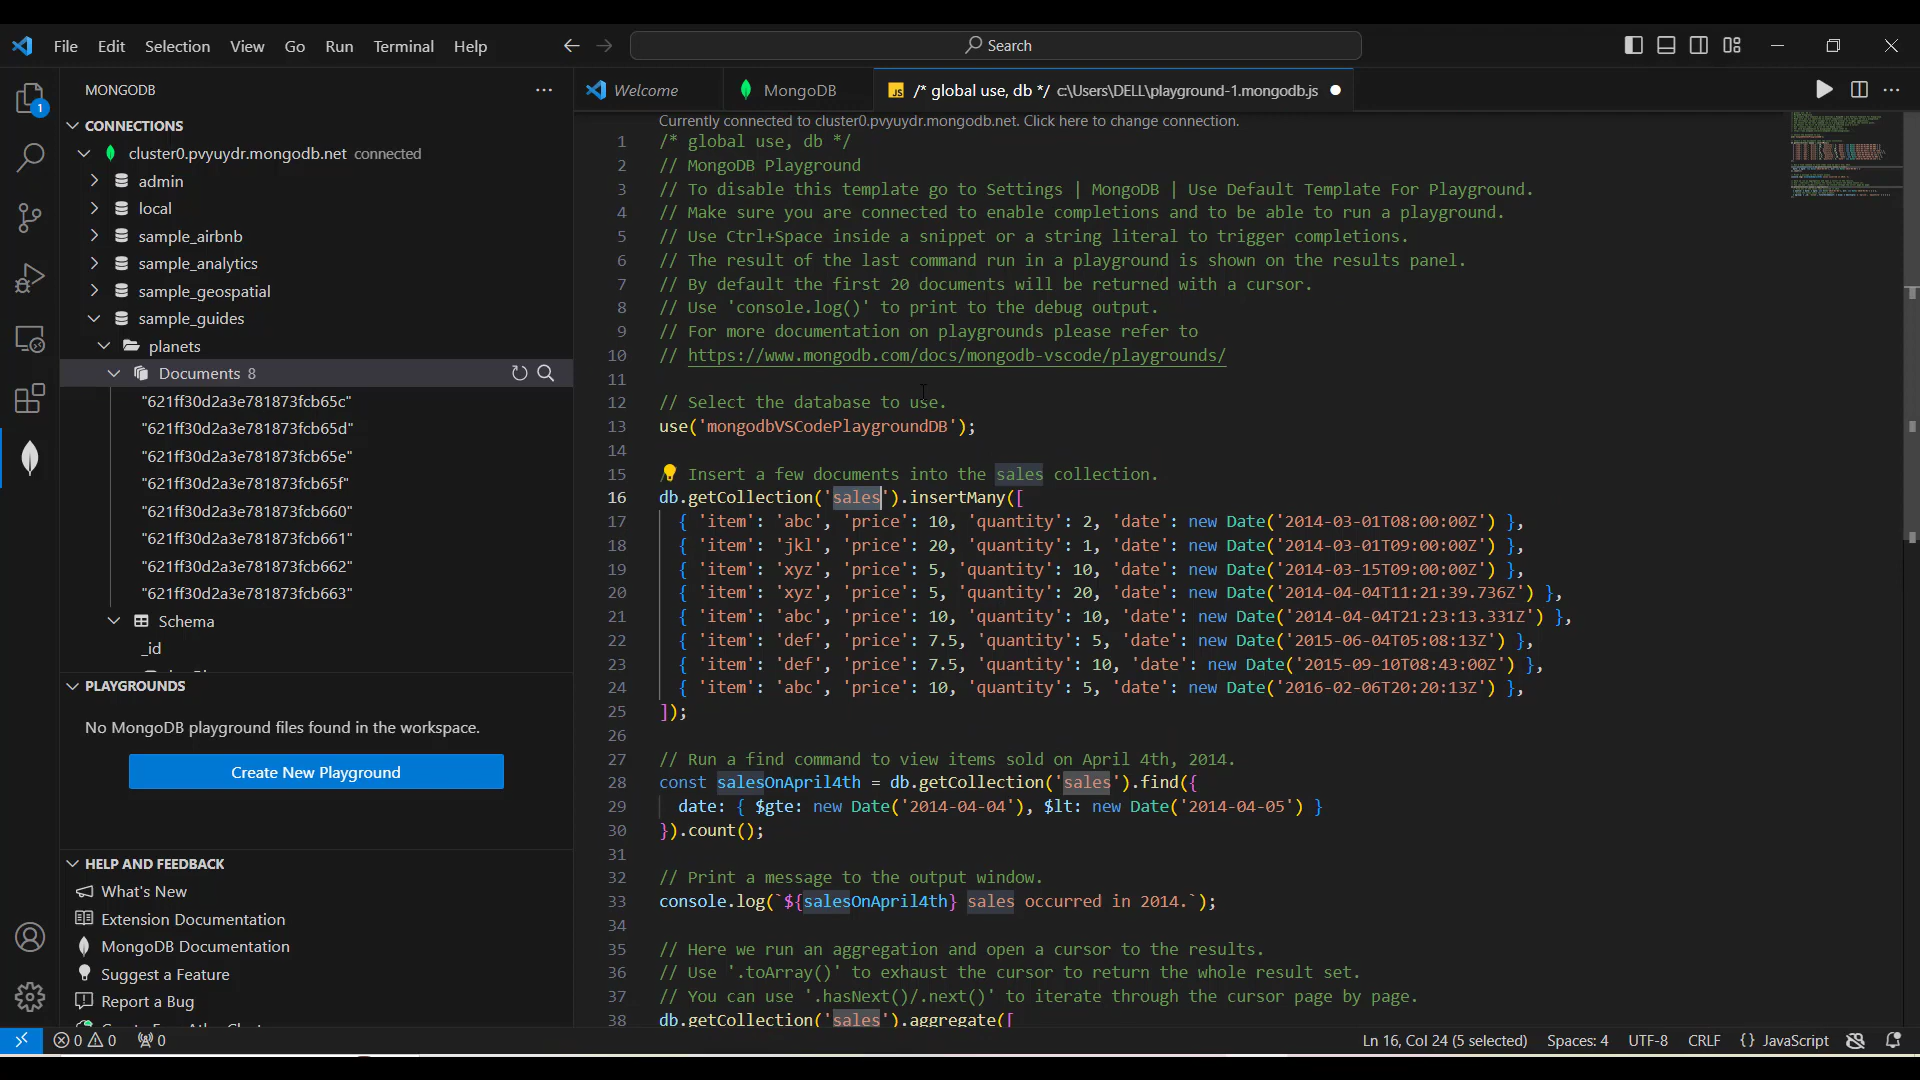 File Edit Selection View Go Run Terminal Help
Search
MONGODB
CONNECTIONS
cluster0.pvyuydr.mongodb.net connected
admin
local
sample_airbnb
sample_analytics
sample_geospatial
sample_guides
planets
Documents 8
"621ff30d2a3e781873fcb65c"
"621ff30d2a3e781873fcb65d"
"621ff30d2a3e781873fcb65e"
"621ff30d2a3e781873fcb65f"
"621ff30d2a3e781873fcb660"
"621ff30d2a3e781873fcb661"
"621ff30d2a3e781873fcb662"
"621ff30d2a3e781873fcb663"
Schema
_id
PLAYGROUNDS
No MongoDB playground files found in the workspace.
Create New Playground
HELP AND FEEDBACK
What's New
Extension Documentation
MongoDB Documentation
Suggest a Feature
Report a Bug
1
Welcome
MongoDB
JS /* global use, db */ c:\Users\DELL\playground-1.mongodb.js
Currently connected to cluster0.pvyuydr.mongodb.net. Click here to change connection.
1 /* global use, db */
2 // MongoDB Playground
3 // To disable this template go to Settings | MongoDB | Use Default Template For Playground.
4 // Make sure you are connected to enable completions and to be able to run a playground.
5 // Use Ctrl+Space inside a snippet or a string literal to trigger completions.
6 // The result of the last command run in a playground is shown on the results panel.
7 // By default the first 20 documents will be returned with a cursor.
8 // Use 'console.log()' to print to the debug output.
9 // For more documentation on playgrounds please refer to
10 // https://www.mongodb.com/docs/mongodb-vscode/playgrounds/
11
12 // Select the database to use.
13 use('mongodbVSCodePlaygroundDB');
14
15 Insert a few documents into the sales collection.
16 db.getCollection('sales').insertMany([
17 { 'item': 'abc', 'price': 10, 'quantity': 2, 'date': new Date('2014-03-01T08:00:00Z') },
18 { 'item': 'jkl', 'price': 20, 'quantity': 1, 'date': new Date('2014-03-01T09:00:00Z') },
19 { 'item': 'xyz', 'price': 5, 'quantity': 10, 'date': new Date('2014-03-15T09:00:00Z') },
20 { 'item': 'xyz', 'price': 5, 'quantity': 20, 'date': new Date('2014-04-04T11:21:39.736Z') },
21 { 'item': 'abc', 'price': 10, 'quantity': 10, 'date': new Date('2014-04-04T21:23:13.331Z') },
22 { 'item': 'def', 'price': 7.5, 'quantity': 5, 'date': new Date('2015-06-04T05:08:13Z') },
23 { 'item': 'def', 'price': 7.5, 'quantity': 10, 'date': new Date('2015-09-10T08:43:00Z') },
24 { 'item': 'abc', 'price': 10, 'quantity': 5, 'date': new Date('2016-02-06T20:20:13Z') },
25 ]);
26
27 // Run a find command to view items sold on April 4th, 2014.
28 const salesOnApril4th = db.getCollection('sales').find({
29 date: { $gte: new Date('2014-04-04'), $lt: new Date('2014-04-05') }
30 }).count();
31
32 // Print a message to the output window.
33 console.log(`${salesOnApril4th} sales occurred in 2014.`);
34
35 // Here we run an aggregation and open a cursor to the results.
36 // Use '.toArray()' to exhaust the cursor to return the whole result set.
37 // You can use '.hasNext()/.next()' to iterate through the cursor page by page.
38 db.getCollection('sales').aggregate([
0 0 0
Ln 16, Col 24 (5 selected) Spaces: 4 UTF-8 CRLF {} JavaScript